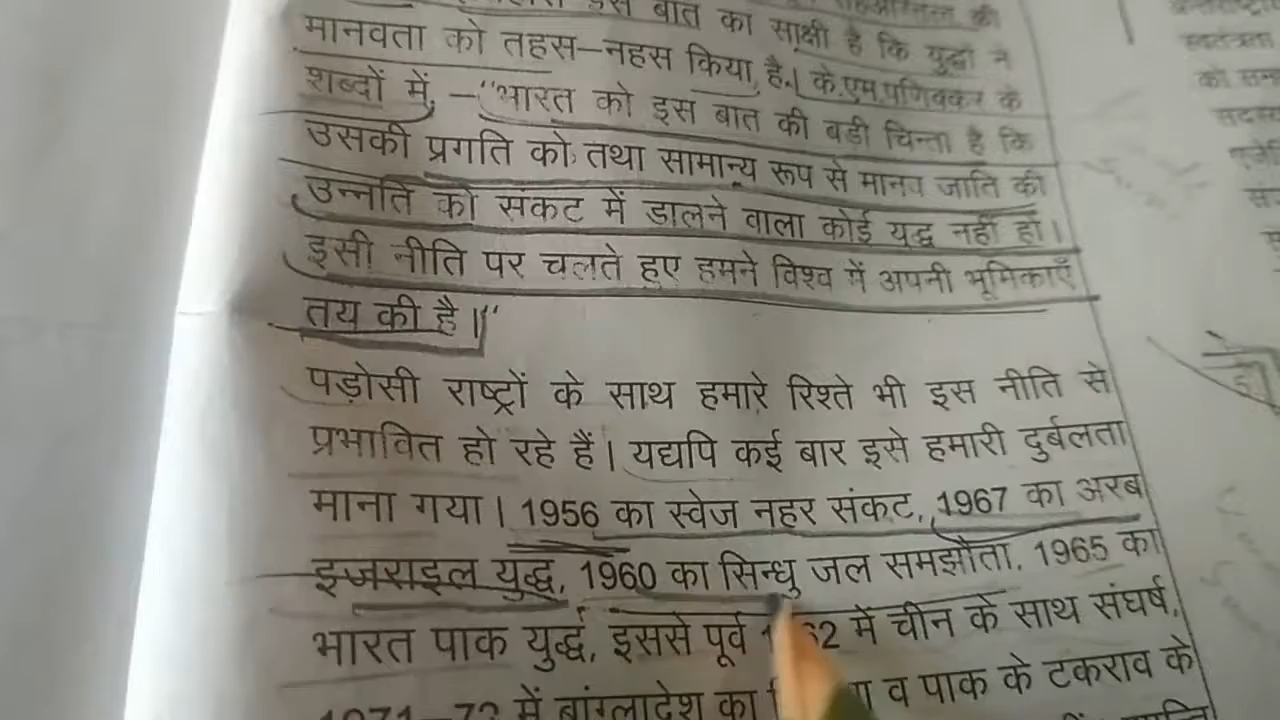 बात का साक्षी है कि युद्धों ने
मानवता को तहस–नहस किया है। के.एम.पणिक्कर के
शब्दों में, –"भारत को इस बात की बडी चिन्ता है कि
उसकी प्रगति को तथा सामान्य रूप से मानव जाति की
उन्नति को संकट में डालने वाला कोई युद्ध नहीं हो।
इसी नीति पर चलते हुए हमने विश्व में अपनी भूमिकाएँ
तय की है।"
पड़ोसी राष्ट्रों के साथ हमारे रिश्ते भी इस नीति से
प्रभावित हो रहे हैं। यद्यपि कई बार इसे हमारी दुर्बलता
माना गया। 1956 का स्वेज नहर संकट, 1967 का अरब
इजराइल युद्ध, 1960 का सिन्धु जल समझौता, 1965 का
भारत पाक युर्द्ध, इससे पूर्व में चीन के साथ संघर्ष,
1971–72 में बांग्लादेश का व पाक के टकराव के